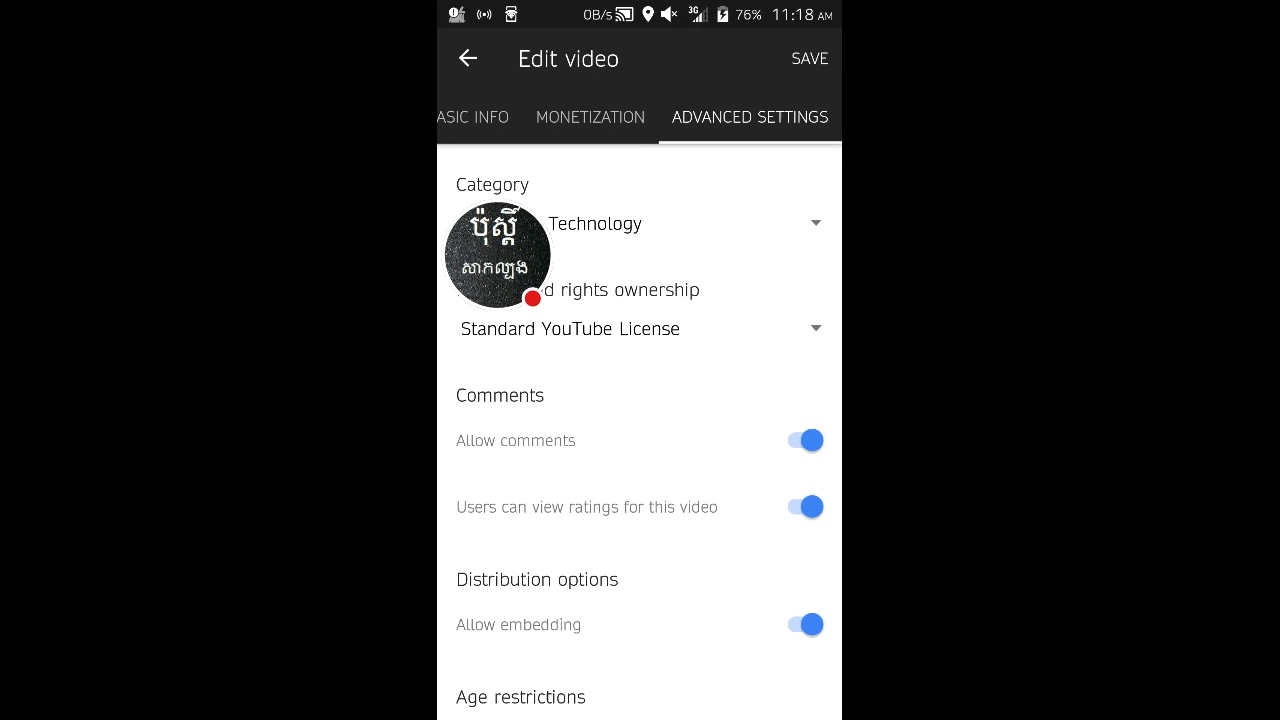 0B/s 3G 76% 11:18 AM
Edit video
SAVE
ASIC INFO
MONETIZATION
ADVANCED SETTINGS
Category
Technology
ប៉ុស្តិ៍
សាកល្បង
d rights ownership
Standard YouTube License
Comments
Allow comments
Users can view ratings for this video
Distribution options
Allow embedding
Age restrictions